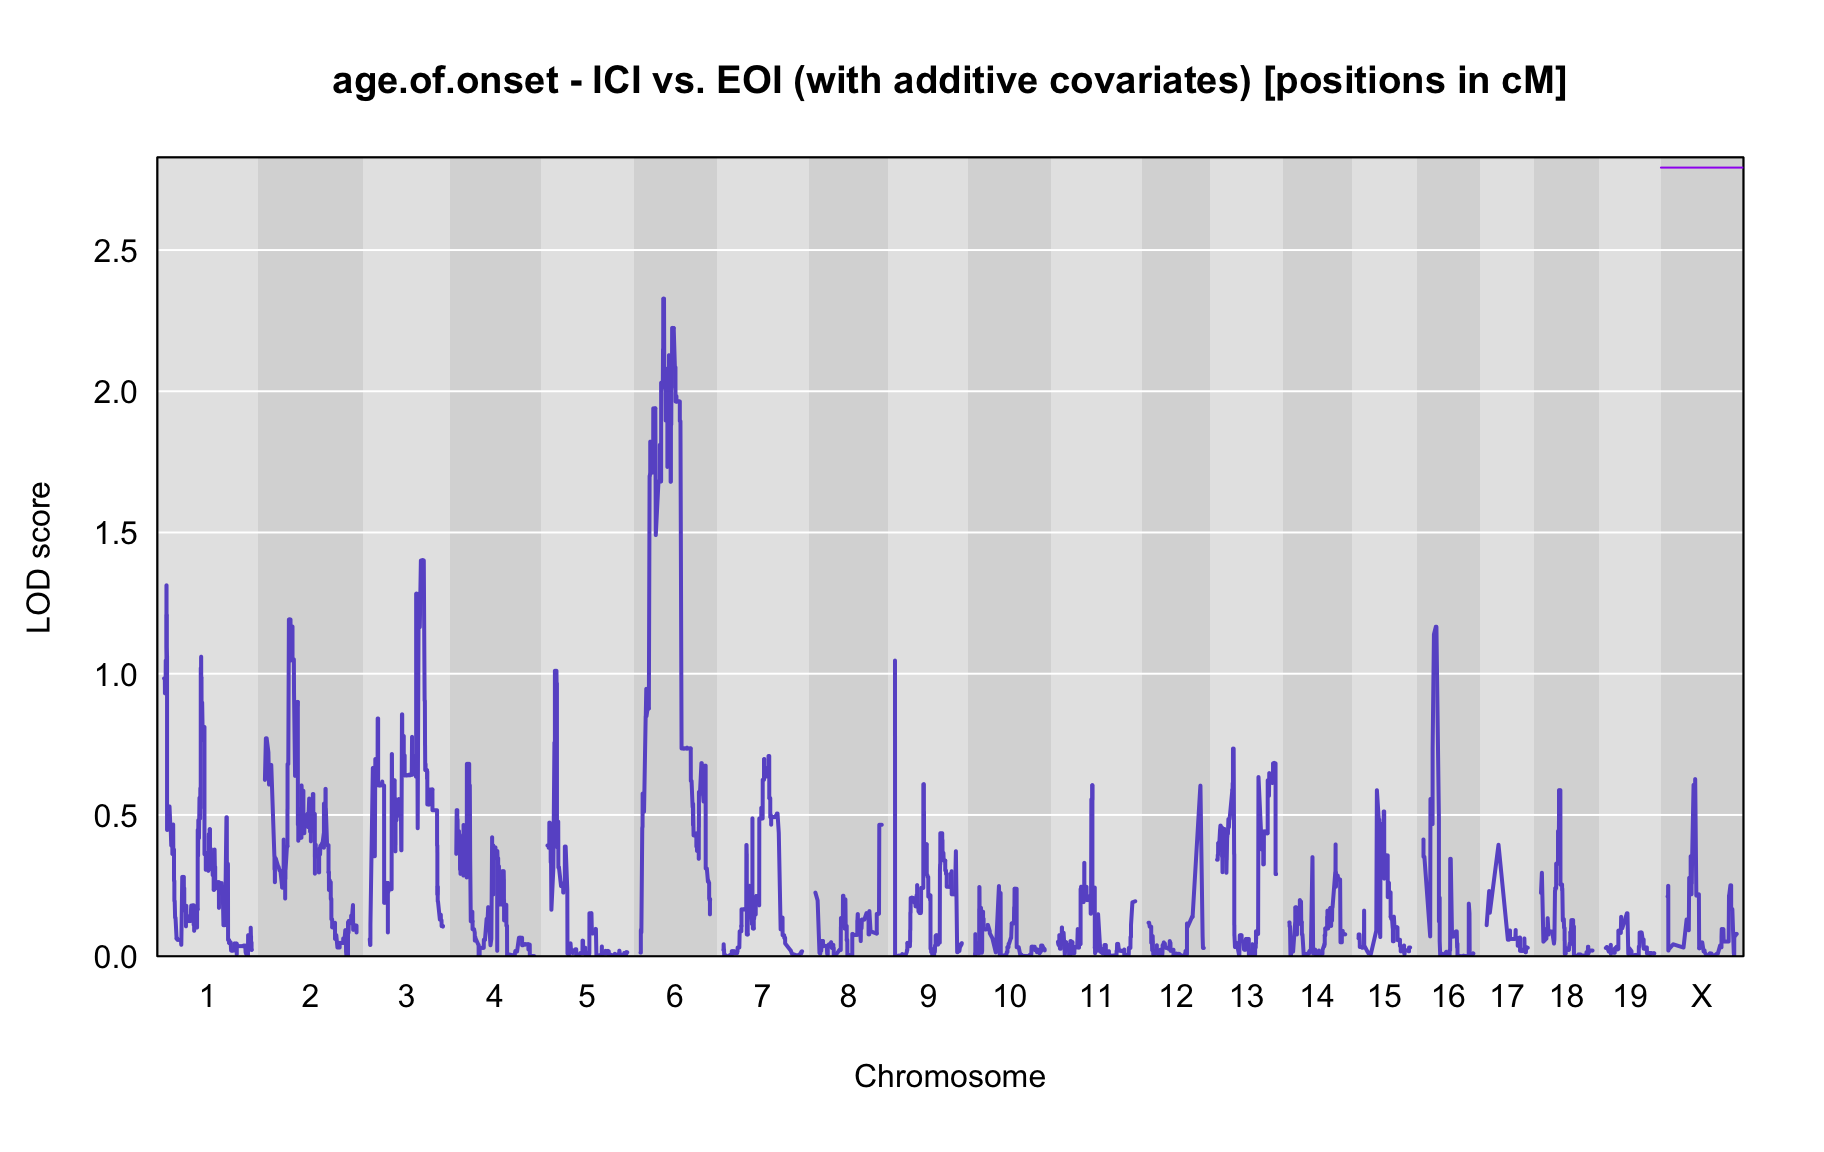 age.of.onset - ICI vs. EOI (with additive covariates) [positions in cM]
LOD score
2.5
2.0
1.5
1.0
0.5
0.0
1 2 3 4 5 6 7 8 9 10 11 12 13 14 15 16 17 18 19 X
Chromosome